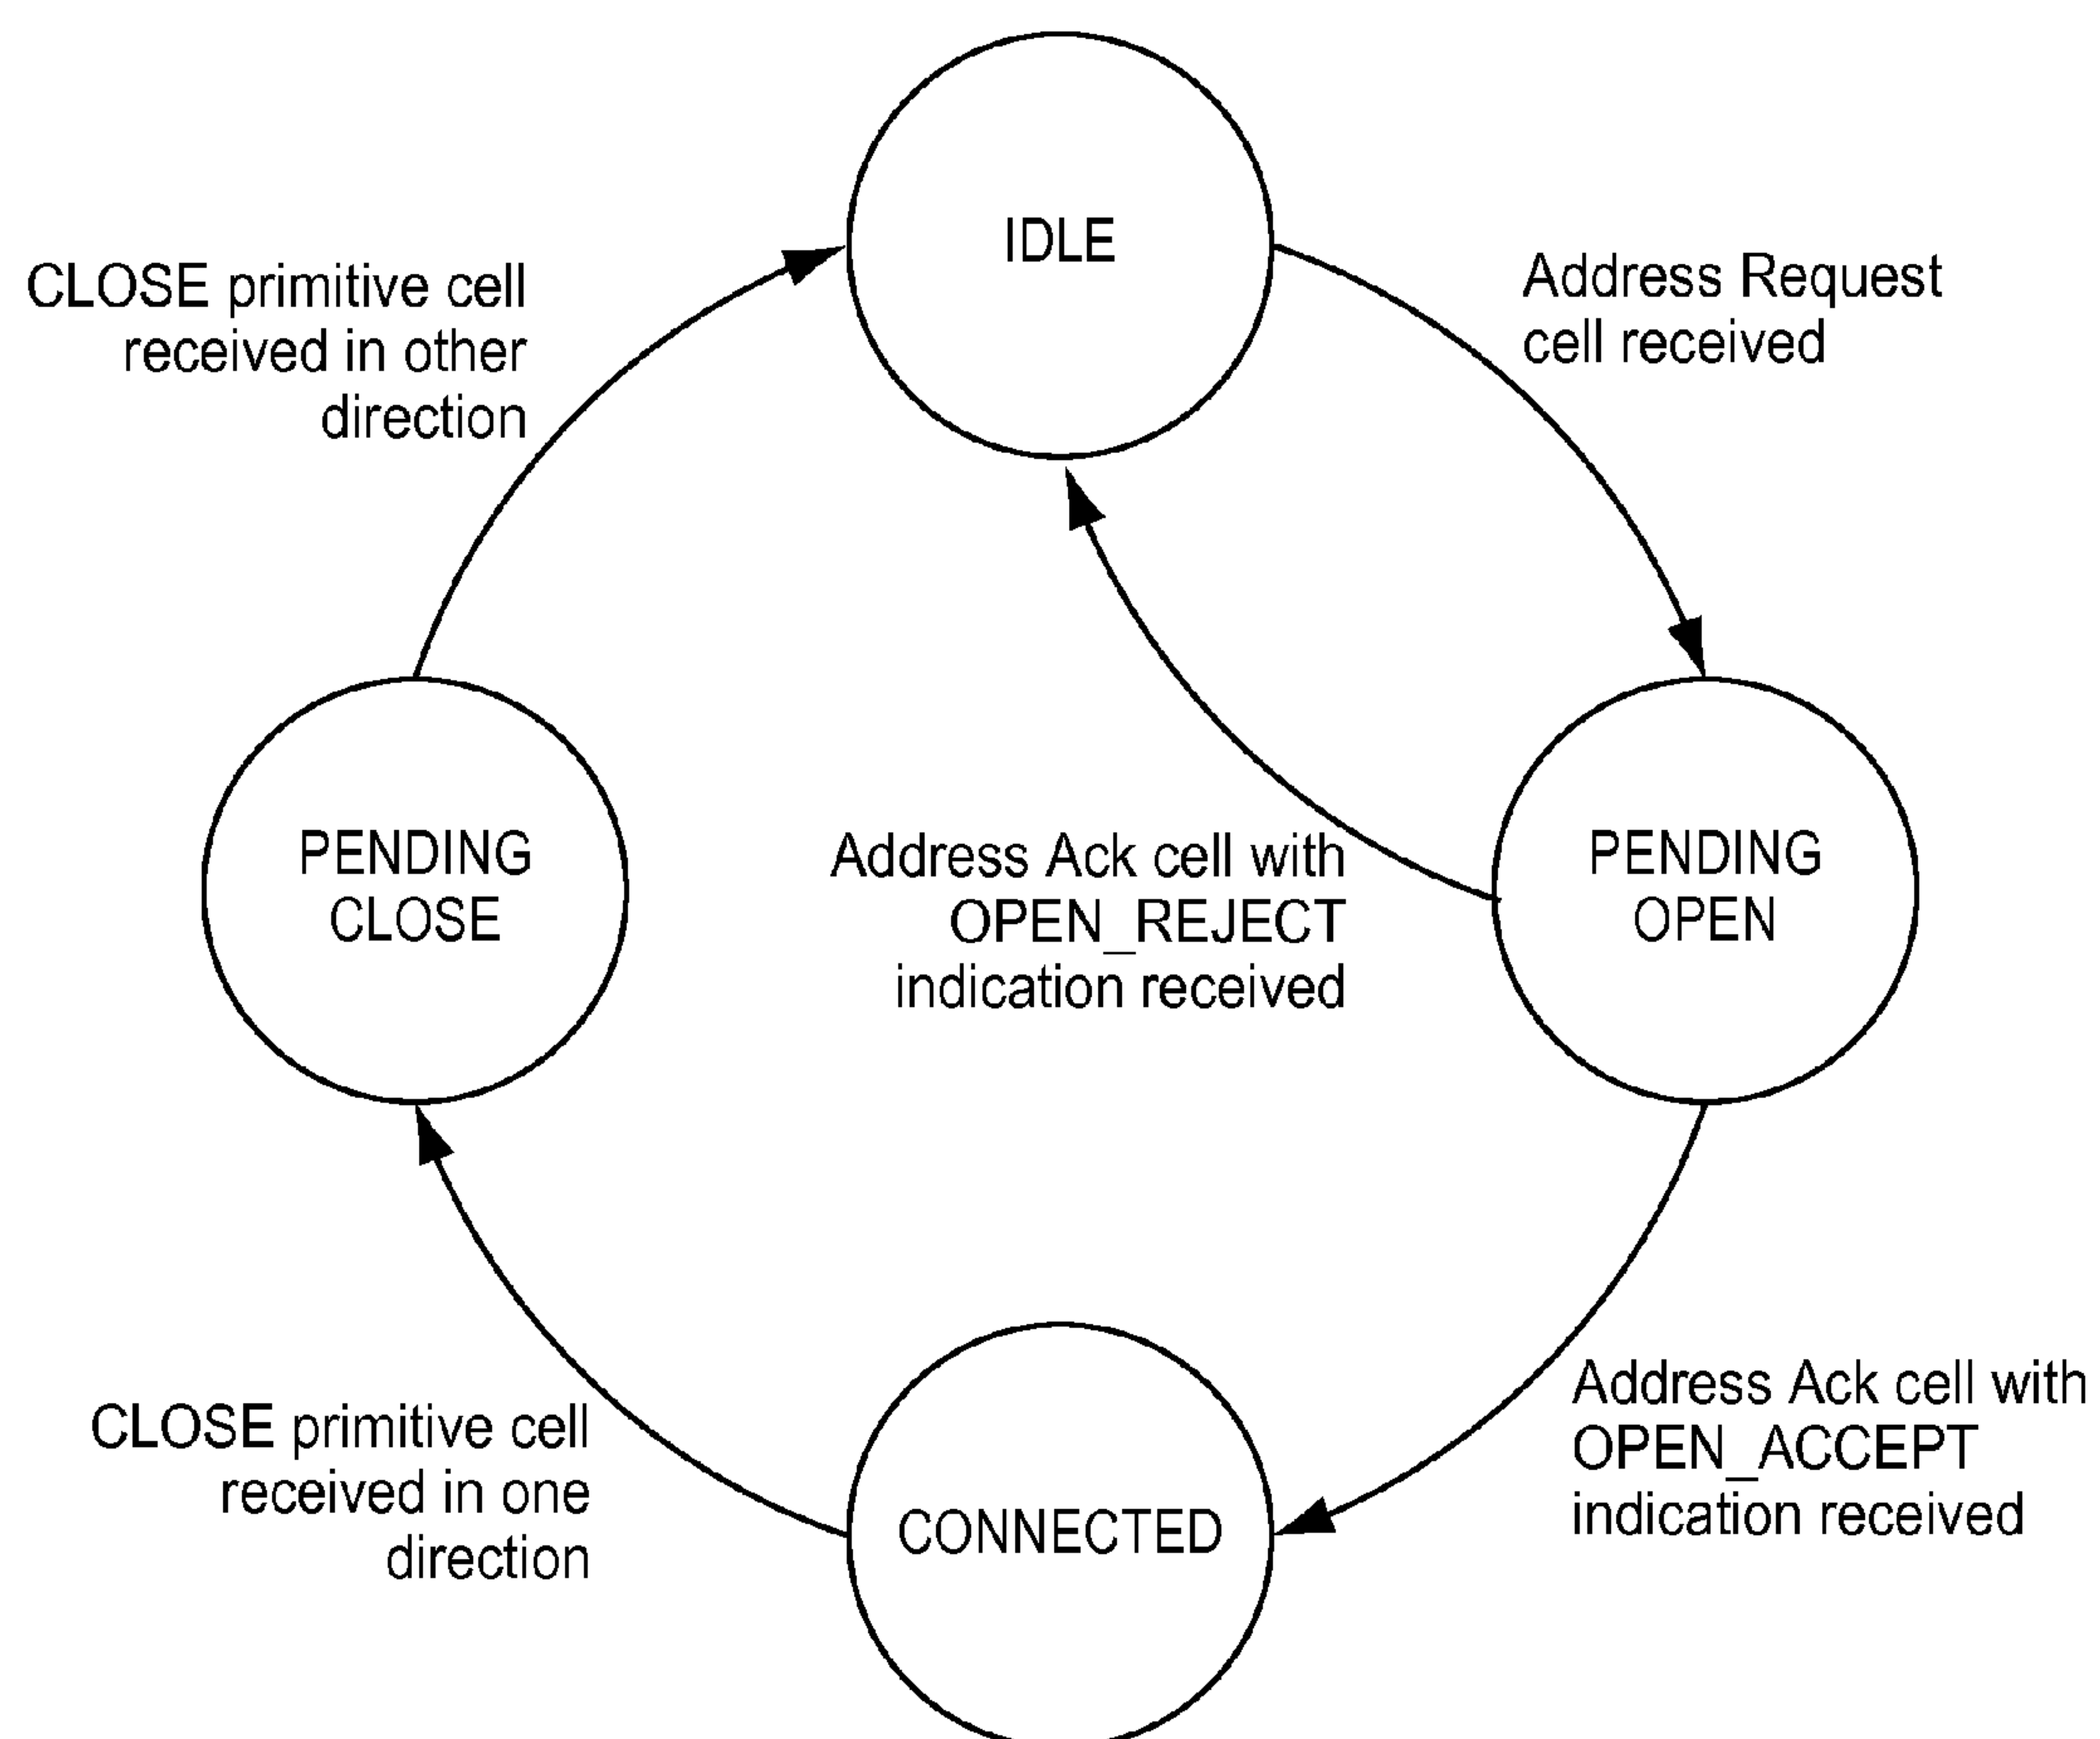 IDLE
CLOSE primitive cell
received in other
direction
Address Request
cell received
PENDING
CLOSE
Address Ack cell with
OPEN_REJECT
indication received
PENDING
OPEN
CLOSE primitive cell
received in one
direction
CONNECTED
Address Ack cell with
OPEN_ACCEPT
indication received